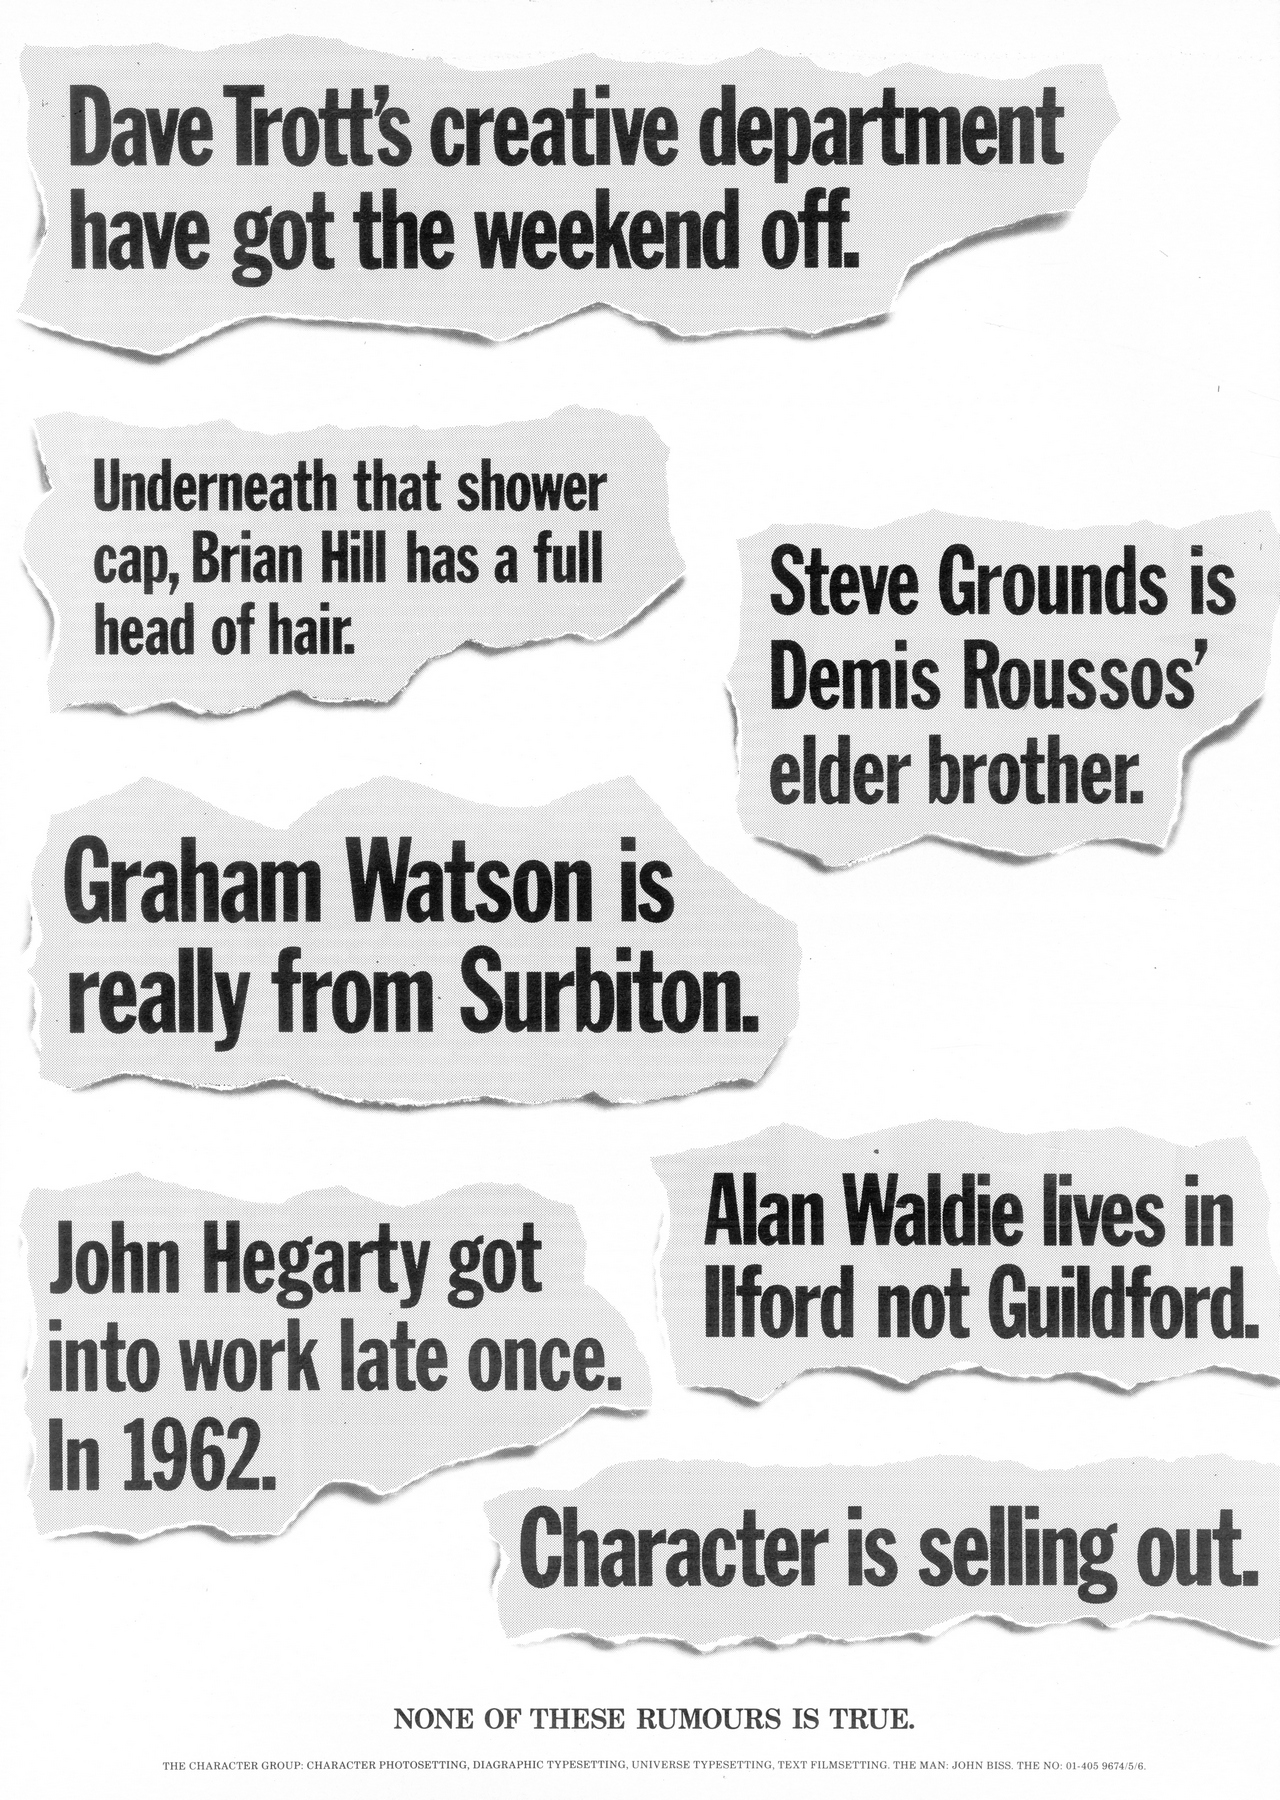 Dave Trott's creative department
have got the weekend off.
Underneath that shower
cap, Brian Hill has a full
head of hair.
Steve Grounds is
Demis Roussos'
elder brother.
Graham Watson is
really from Surbiton.
John Hegarty got
into work late once.
In 1962.
Alan Waldie lives in
Ilford not Guildford.
Character is selling out.
NONE OF THESE RUMOURS IS TRUE.
THE CHARACTER GROUP: CHARACTER PHOTOSETTING, DIAGRAPHIC TYPESETTING, UNIVERSE TYPESETTING, TEXT FILMSETTING. THE MAN: JOHN BISS. THE NO: 01-405 9674/5/6.